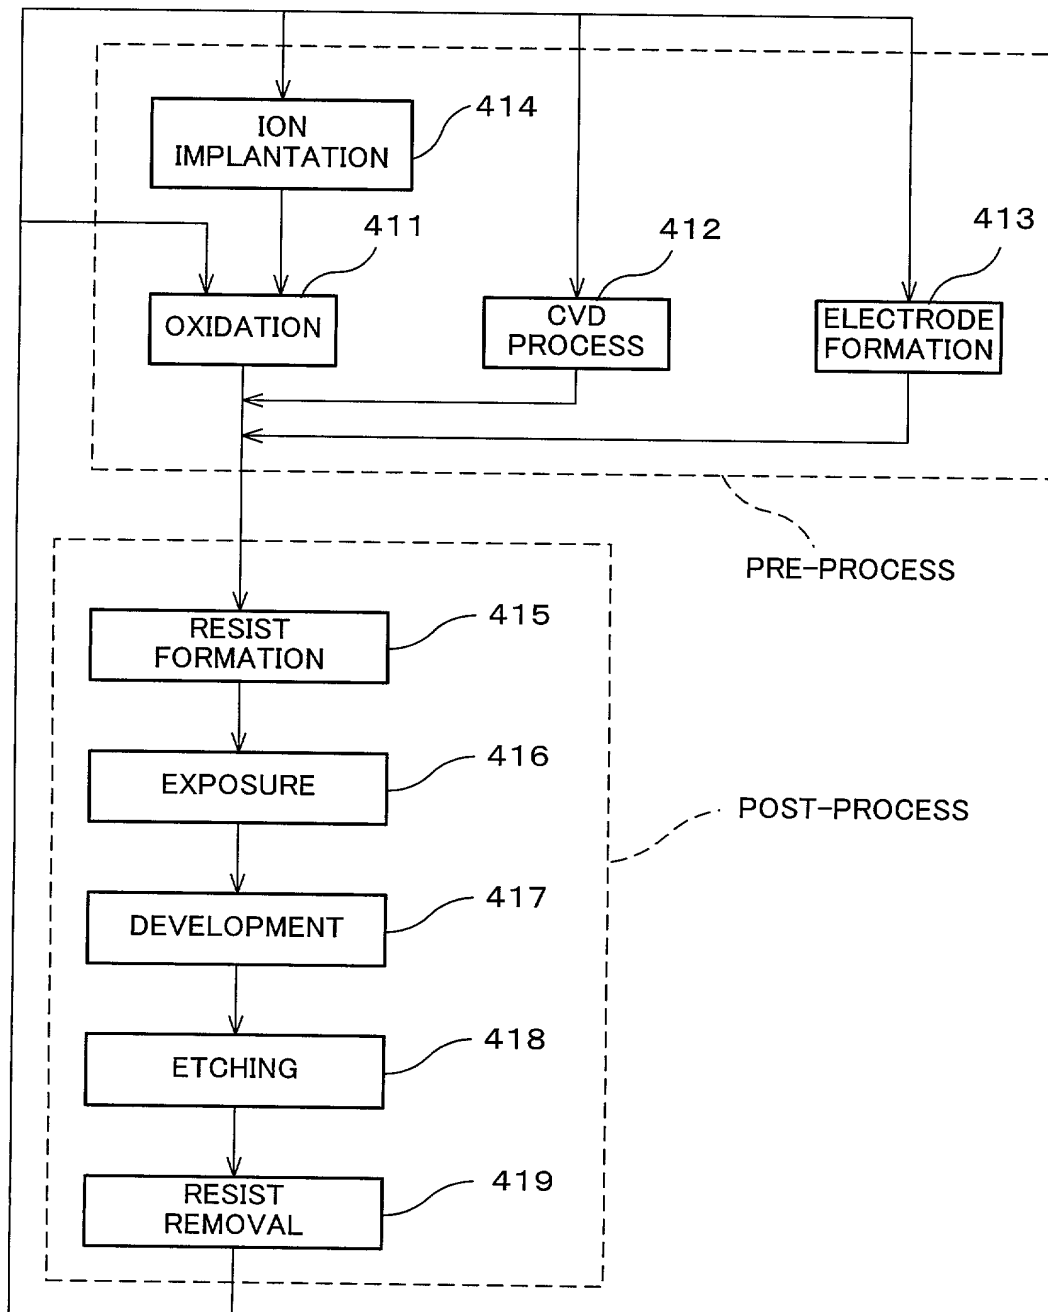 ION
IMPLANTATION
414
411
412
413
OXIDATION
CVD
PROCESS
ELECTRODE
FORMATION
PRE-PROCESS
RESIST
FORMATION
415
EXPOSURE
416
POST-PROCESS
DEVELOPMENT
417
ETCHING
418
RESIST
REMOVAL
419